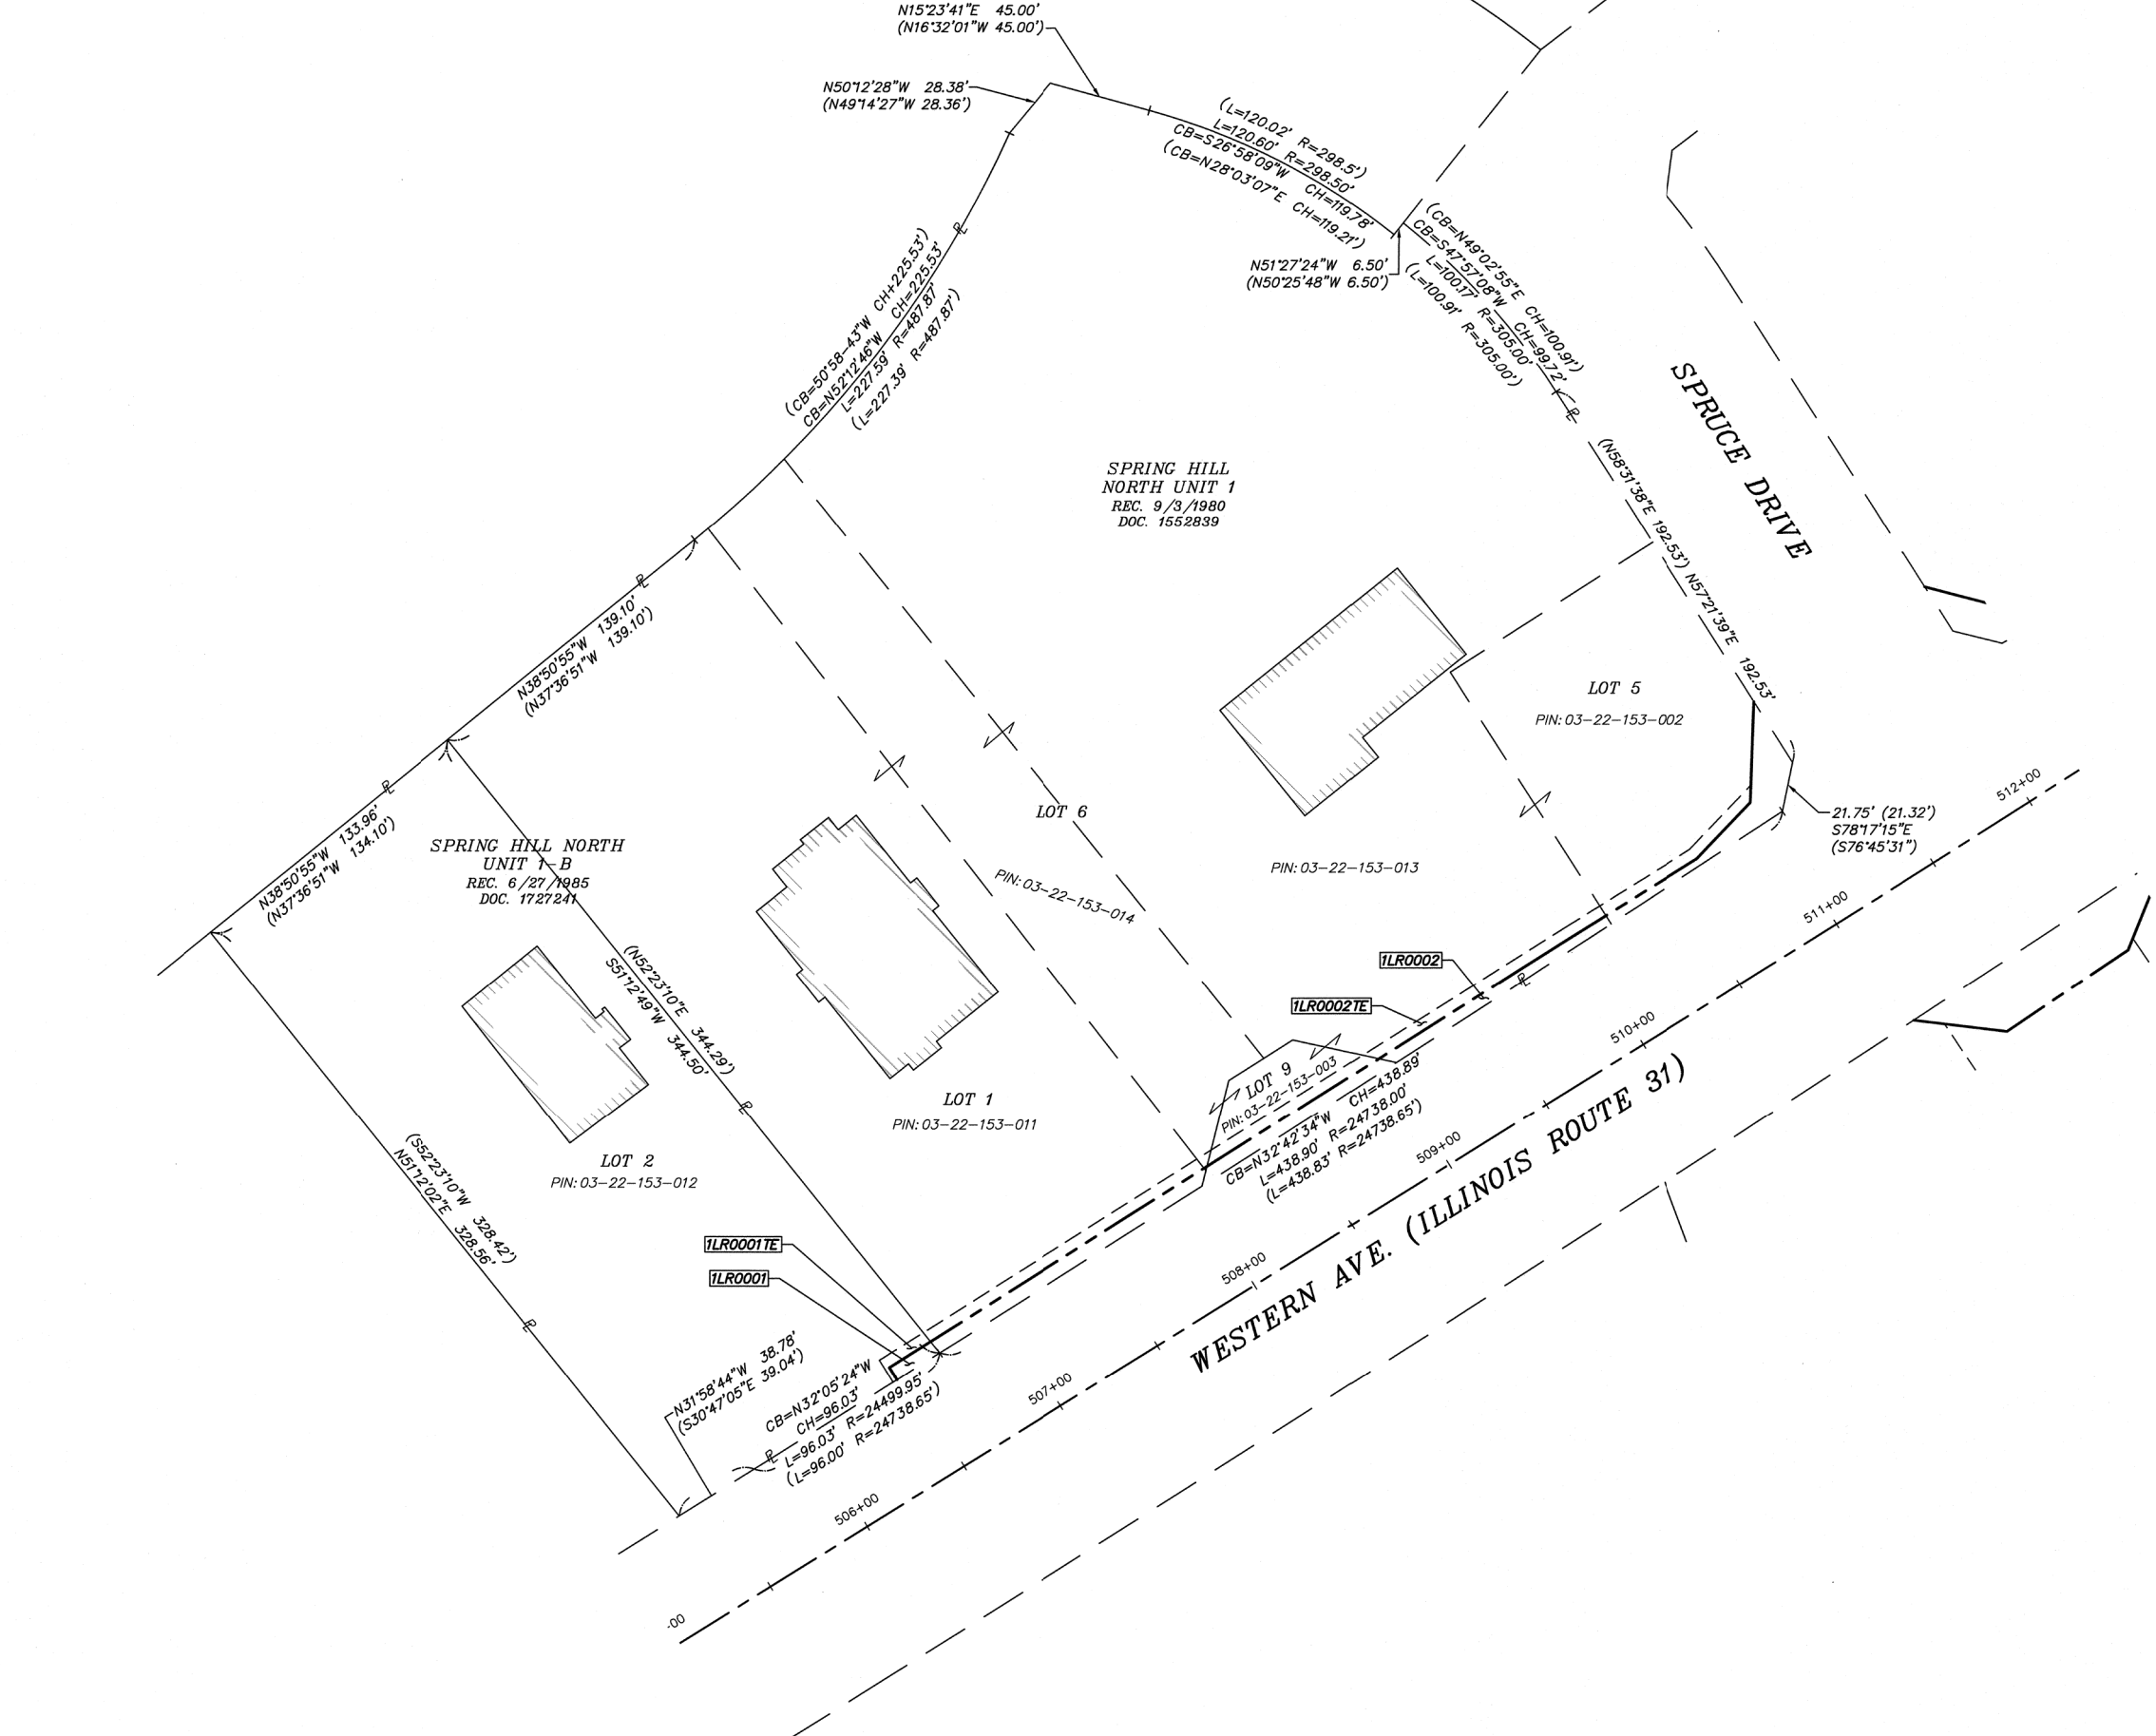 N15°23'41"E 45.00'
(N16°32'01"W 45.00')
N50°12'28"W 28.38'
(N49°14'27"W 28.36')
(L=120.02' R=298.5')
L=120.60' R=298.50'
CB=S26°58'09"W CH=119.78'
(CB=N28°03'07"E CH=119.21')
N51°27'24"W 6.50'
(N50°25'48"W 6.50')
(CB=N49°02'55"E CH=100.91')
CB=S47°57'08"W CH=99.72'
L=100.17' R=305.00'
(L=100.91' R=305.00')
(CB=50°58-43"W CH+225.53')
CB=N52°12'46"W CH=225.53'
L=227.59' R=487.87'
(L=227.39' R=487.87')
SPRUCE DRIVE
SPRING HILL
NORTH UNIT 1
REC. 9/3/1980
DOC. 1552839
(N58°31'38"E 192.53')
N57°21'39"E 192.53'
N38°50'55"W 139.10'
(N37°36'51"W 139.10')
LOT 5
PIN: 03-22-153-002
N38°50'55"W 133.96'
(N37°36'51"W 134.10')
SPRING HILL NORTH
UNIT 1-B
REC. 6/27/1985
DOC. 1727241
LOT 6
PIN: 03-22-153-014
PIN: 03-22-153-013
21.75' (21.32')
S78°17'15"E
(S76°45'31")
512+00
511+00
510+00
509+00
508+00
507+00
506+00
-00
1LR0002
1LR0002TE
(N52°23'10"E 344.29')
S51°12'49"W 344.50'
LOT 1
PIN: 03-22-153-011
LOT 9
PIN: 03-22-153-003
CB=N32°42'34"W CH=438.89'
L=438.90' R=24738.00'
(L=438.83' R=24738.65')
WESTERN AVE. (ILLINOIS ROUTE 31)
LOT 2
PIN: 03-22-153-012
(S52°23'10"W 328.42')
N51°12'02"E 328.56'
1LR0001TE
1LR0001
N31°58'44"W 38.78'
(S30°47'05"E 39.04')
CB=N32°05'24"W
CH=96.03'
L=96.03' R=24499.95'
(L=96.00' R=24738.65')